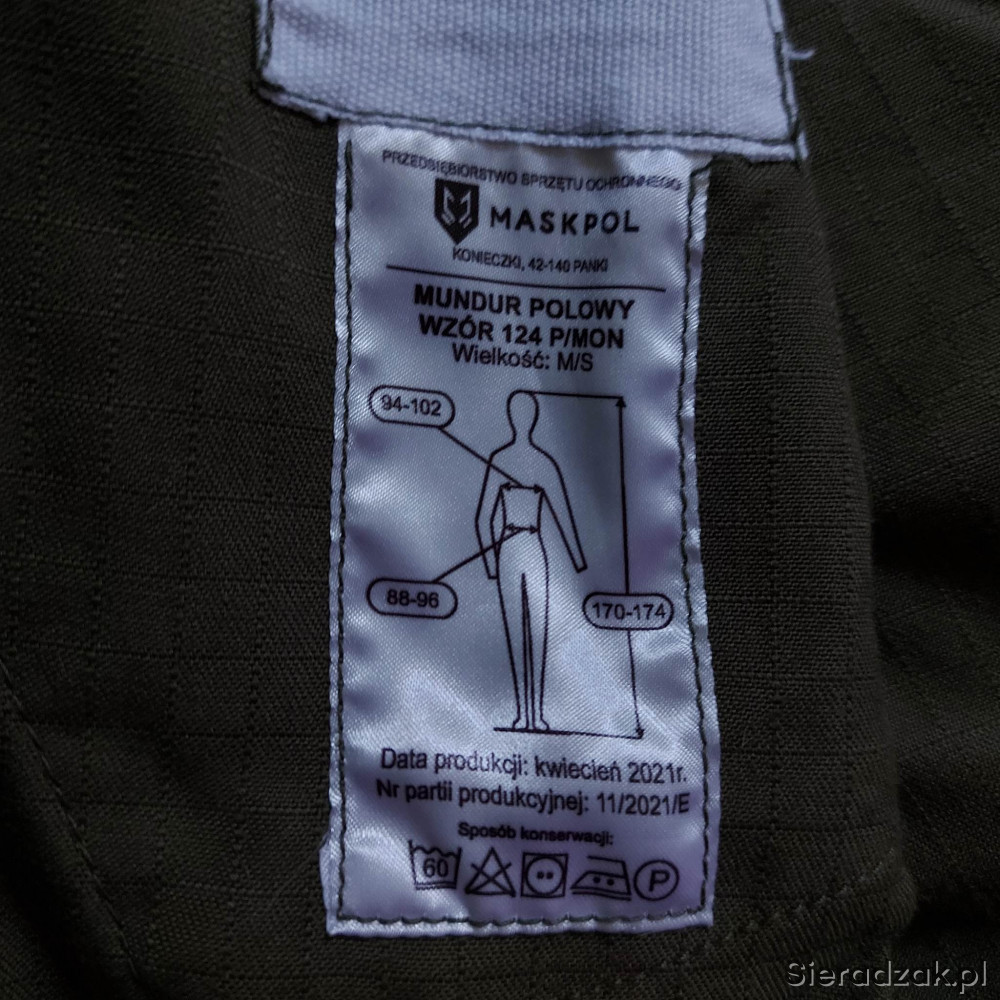 PRZEDSIĘBIORSTWO SPRZĘTU OCHRONNEGO
MASKPOL
KONIECZKI, 42-140 PANKI
MUNDUR POLOWY
WZÓR 124 P/MON
Wielkość: M/S
94-102
88-96
170-174
Data produkcji: kwiecień 2021r.
Nr partii produkcyjnej: 11/2021/E
Sposób konserwacji:
60 P
Sieradzak.pl